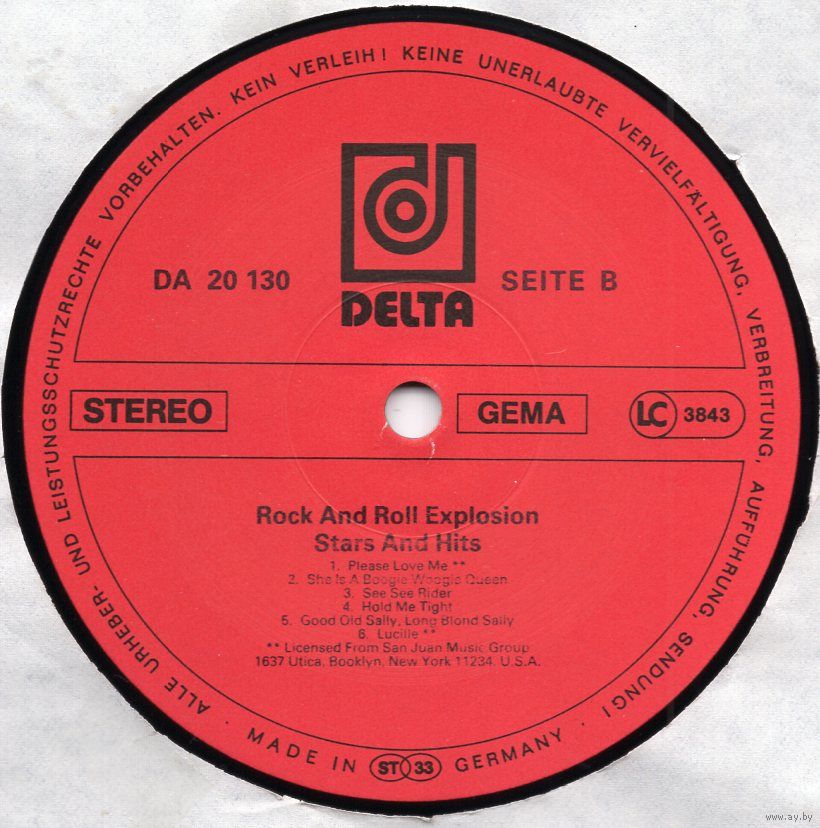 ALLE URHEBER- UND LEISTUNGSSCHUTZRECHTE VORBEHALTEN. KEIN VERLEIH! KEINE UNERLAUBTE VERVIELFÄLTIGUNG, VERBREITUNG, AUFFÜHRUNG, SENDUNG!
DA 20 130
DELTA
SEITE B
STEREO
GEMA
LC 3843
Rock And Roll Explosion
Stars And Hits
1. Please Love Me **
2. She Is A Boogie Woogie Queen
3. See See Rider
4. Hold Me Tight
5. Good Old Sally, Long Blond Sally
6. Lucille **
** Licensed From San Juan Music Group
1637 Utica, Booklyn, New York 11234. U.S.A.
· MADE IN ST 33 GERMANY ·
www.ay.by